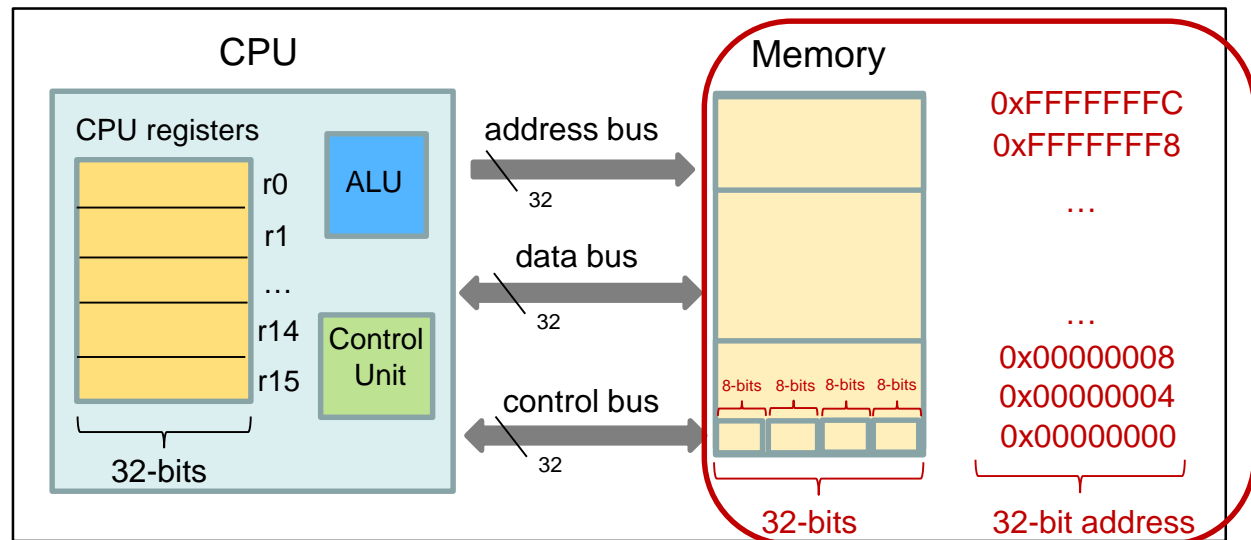 CPU
CPU registers
r0
r1
…
r14
r15
32-bits
ALU
Control
Unit
address bus
32
data bus
32
control bus
32
Memory
8-bits 8-bits 8-bits 8-bits
32-bits
0xFFFFFFFC
0xFFFFFFF8
…
…
0x00000008
0x00000004
0x00000000
32-bit address